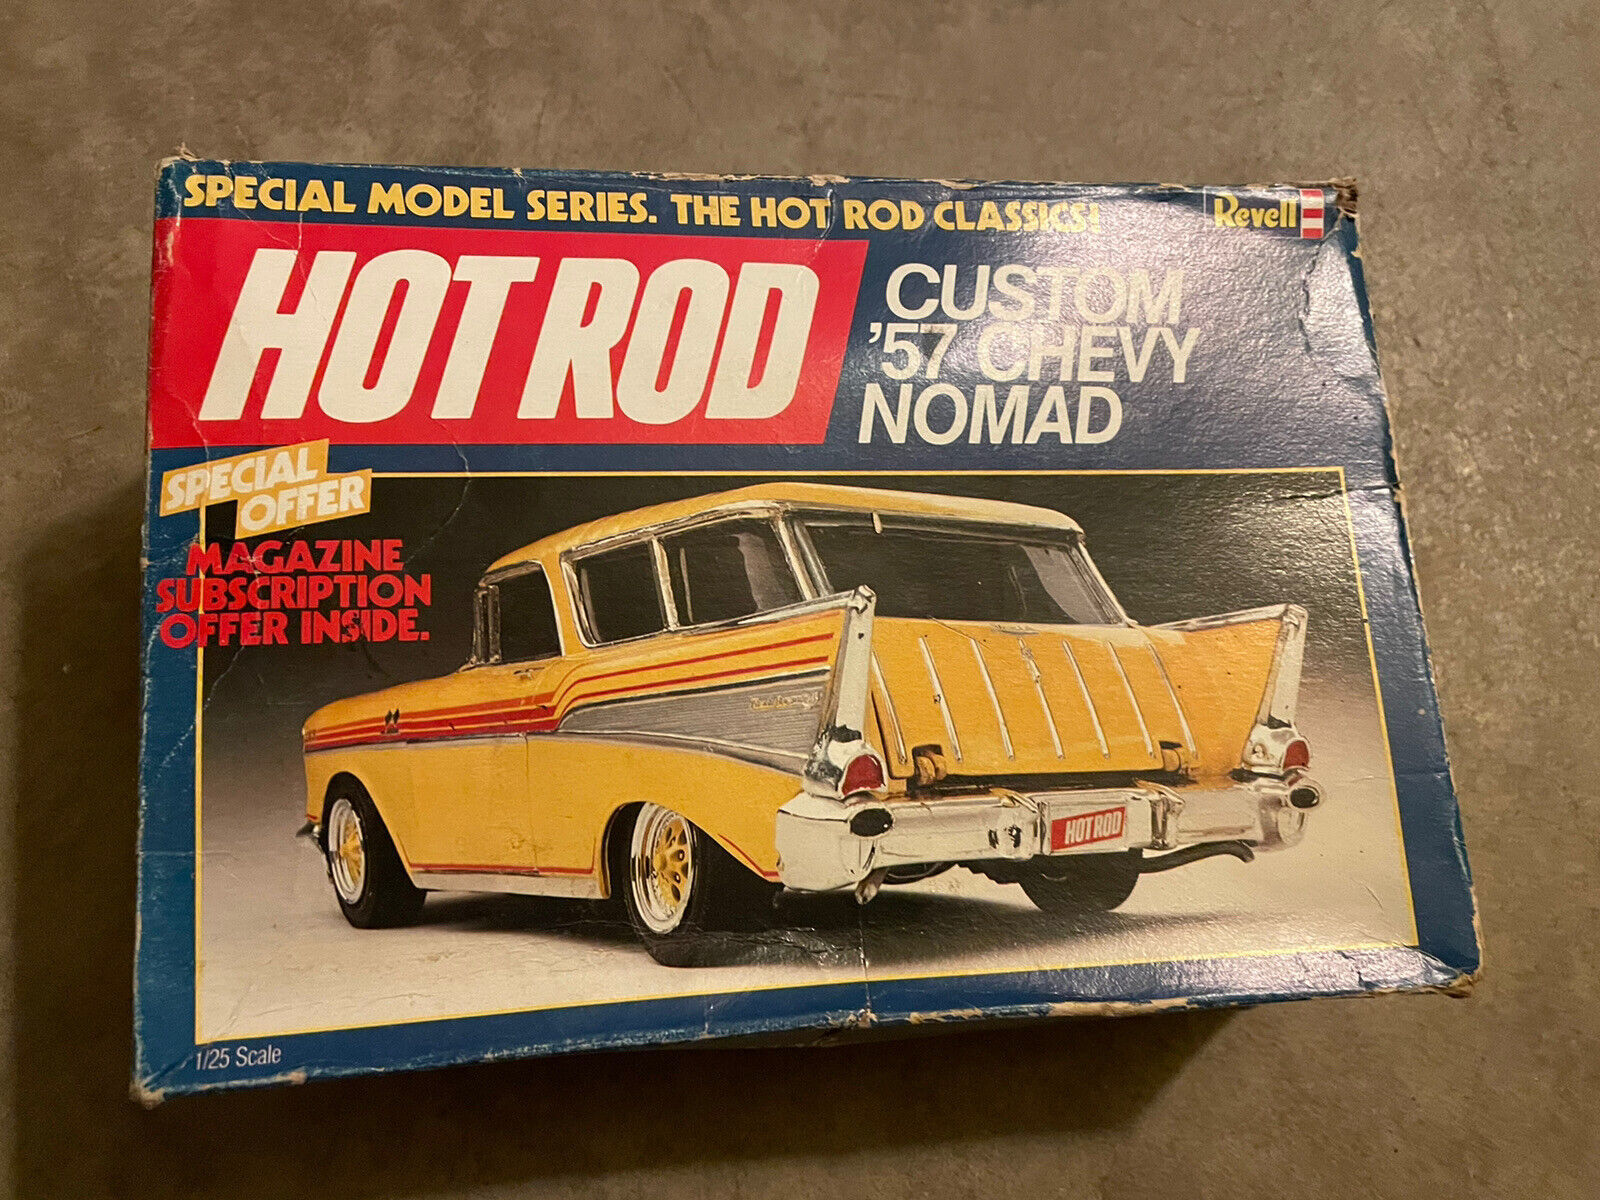 SPECIAL MODEL SERIES. THE HOT ROD CLASSICS!
Revell
HOT ROD
CUSTOM
'57 CHEVY
NOMAD
SPECIAL
OFFER
MAGAZINE
SUBSCRIPTION
OFFER INSIDE.
HOT ROD
1/25 Scale